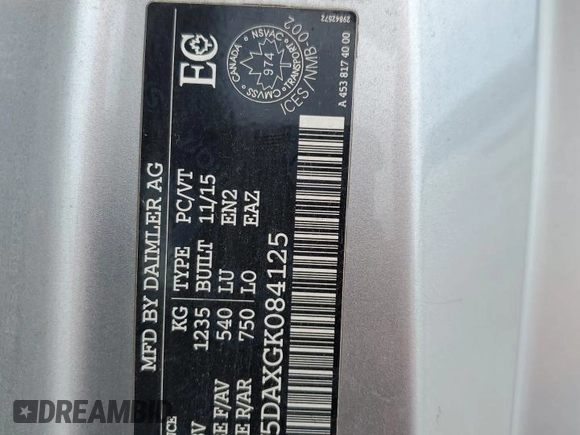 29842572
A 453 817 40 00
EC
CANADA NSVAC TRANSPORT CMVSS
974
ICES/NMB-002
MFD BY DAIMLER AG
KG TYPE PC/VT
1235 BUILT 11/15
540 LU EN2
750 LO EAZ
F/AV
R/AR
5DAXGK084125
DREAMBID